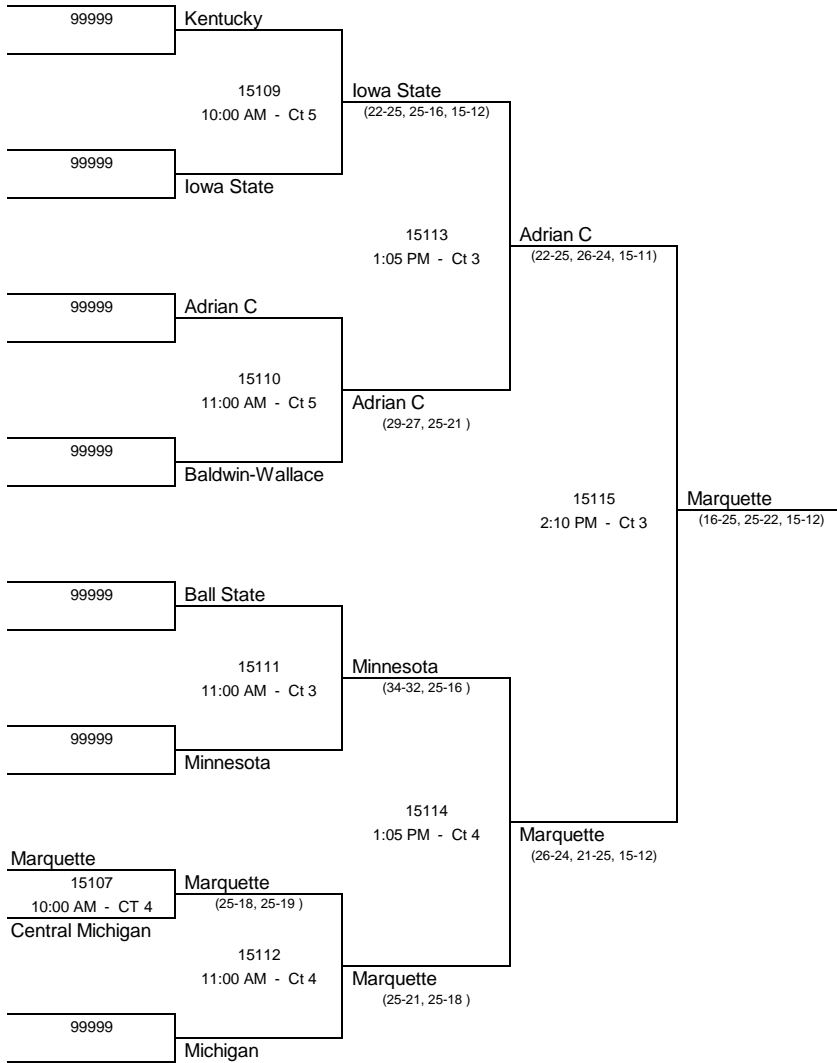 99999
Kentucky
15109
10:00 AM - Ct 5
Iowa State
(22-25, 25-16, 15-12)
99999
Iowa State
15113
1:05 PM - Ct 3
Adrian C
(22-25, 26-24, 15-11)
99999
Adrian C
15110
11:00 AM - Ct 5
Adrian C
(29-27, 25-21 )
99999
Baldwin-Wallace
15115
2:10 PM - Ct 3
Marquette
(16-25, 25-22, 15-12)
99999
Ball State
15111
11:00 AM - Ct 3
Minnesota
(34-32, 25-16 )
99999
Minnesota
15114
1:05 PM - Ct 4
Marquette
(26-24, 21-25, 15-12)
Marquette
15107
10:00 AM - CT 4
Central Michigan
Marquette
(25-18, 25-19 )
15112
11:00 AM - Ct 4
Marquette
(25-21, 25-18 )
99999
Michigan